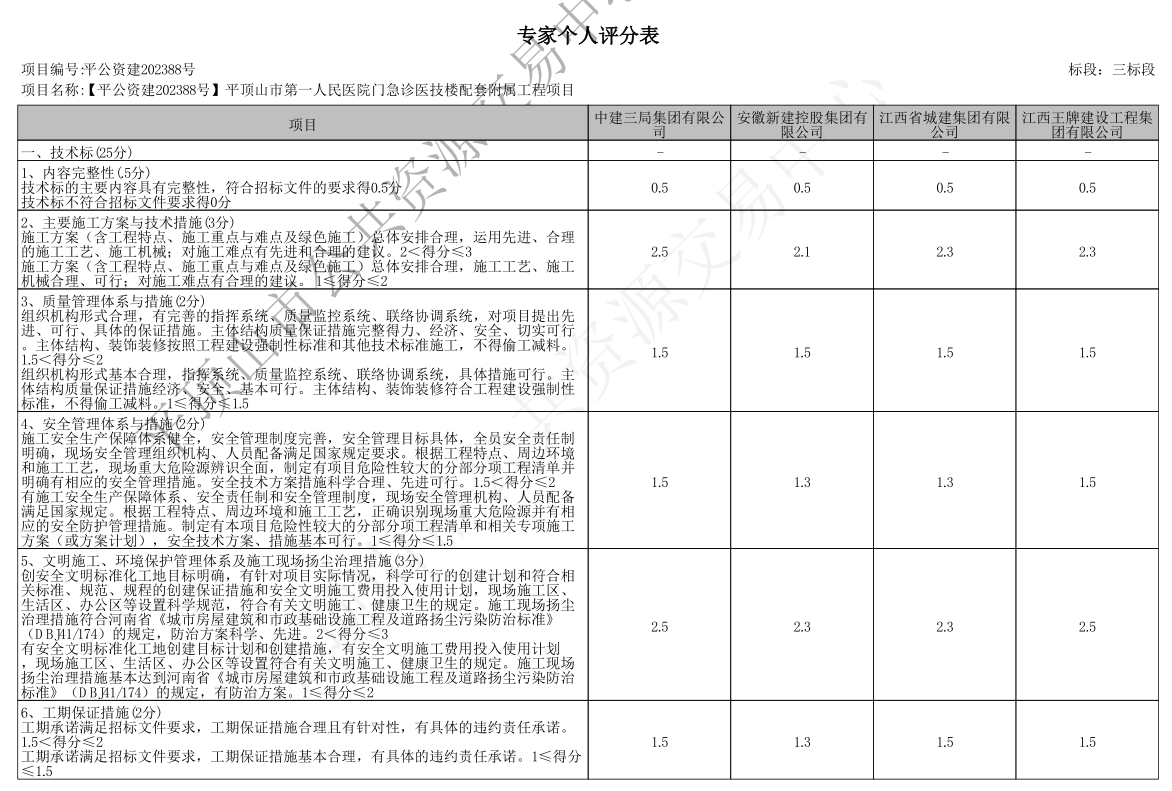 专家个人评分表
项目编号:平公资建202388号
标段：三标段
项目名称:【平公资建202388号】平顶山市第一人民医院门急诊医技楼配套附属工程项目
项目
中建三局集团有限公
司
安徽新建控股集团有
限公司
江西省城建集团有限
公司
江西王牌建设工程集
团有限公司
一、技术标(25分)
－
－
－
－
1、内容完整性(.5分)
技术标的主要内容具有完整性，符合招标文件的要求得0.5分
技术标不符合招标文件要求得0分
0.5
0.5
0.5
0.5
2、主要施工方案与技术措施(3分)
施工方案（含工程特点、施工重点与难点及绿色施工）总体安排合理，运用先进、合理
的施工工艺、施工机械；对施工难点有先进和合理的建议。2＜得分≤3
施工方案（含工程特点、施工重点与难点及绿色施工）总体安排合理，施工工艺、施工
机械合理、可行；对施工难点有合理的建议。 1≤得分≤2
2.5
2.1
2.3
2.3
3、质量管理体系与措施(2分)
组织机构形式合理，有完善的指挥系统、质量监控系统、联络协调系统，对项目提出先
进、可行、具体的保证措施。主体结构质量保证措施完整得力、经济、安全、切实可行
。主体结构、装饰装修按照工程建设强制性标准和其他技术标准施工，不得偷工减料。
1.5＜得分≤2
组织机构形式基本合理，指挥系统、质量监控系统、联络协调系统，具体措施可行。主
体结构质量保证措施经济、安全、基本可行。主体结构、装饰装修符合工程建设强制性
标准，不得偷工减料。1≤得分≤1.5
1.5
1.5
1.5
1.5
4、安全管理体系与措施(2分)
施工安全生产保障体系健全，安全管理制度完善，安全管理目标具体，全员安全责任制
明确，现场安全管理组织机构、人员配备满足国家规定要求。根据工程特点、周边环境
和施工工艺，现场重大危险源辨识全面，制定有项目危险性较大的分部分项工程清单并
明确有相应的安全管理措施。安全技术方案措施科学合理、先进可行。1.5＜得分≤2
有施工安全生产保障体系、安全责任制和安全管理制度，现场安全管理机构、人员配备
满足国家规定。根据工程特点、周边环境和施工工艺，正确识别现场重大危险源并有相
应的安全防护管理措施。制定有本项目危险性较大的分部分项工程清单和相关专项施工
方案（或方案计划），安全技术方案、措施基本可行。1≤得分≤1.5
1.5
1.3
1.3
1.5
5、文明施工、环境保护管理体系及施工现场扬尘治理措施(3分)
创安全文明标准化工地目标明确，有针对项目实际情况，科学可行的创建计划和符合相
关标准、规范、规程的创建保证措施和安全文明施工费用投入使用计划，现场施工区、
生活区、办公区等设置科学规范，符合有关文明施工、健康卫生的规定。施工现场扬尘
治理措施符合河南省《城市房屋建筑和市政基础设施工程及道路扬尘污染防治标准》
（DBJ41/174）的规定，防治方案科学、先进。2＜得分≤3
有安全文明标准化工地创建目标计划和创建措施，有安全文明施工费用投入使用计划
，现场施工区、生活区、办公区等设置符合有关文明施工、健康卫生的规定。施工现场
扬尘治理措施基本达到河南省《城市房屋建筑和市政基础设施工程及道路扬尘污染防治
标准》（DBJ41/174）的规定，有防治方案。1≤得分≤2
2.5
2.3
2.3
2.5
6、工期保证措施(2分)
工期承诺满足招标文件要求，工期保证措施合理且有针对性，有具体的违约责任承诺。
1.5＜得分≤2
工期承诺满足招标文件要求，工期保证措施基本合理，有具体的违约责任承诺。1≤得分
≤1.5
1.5
1.3
1.5
1.5
平顶山市公共资源交易中
共资源交易中心